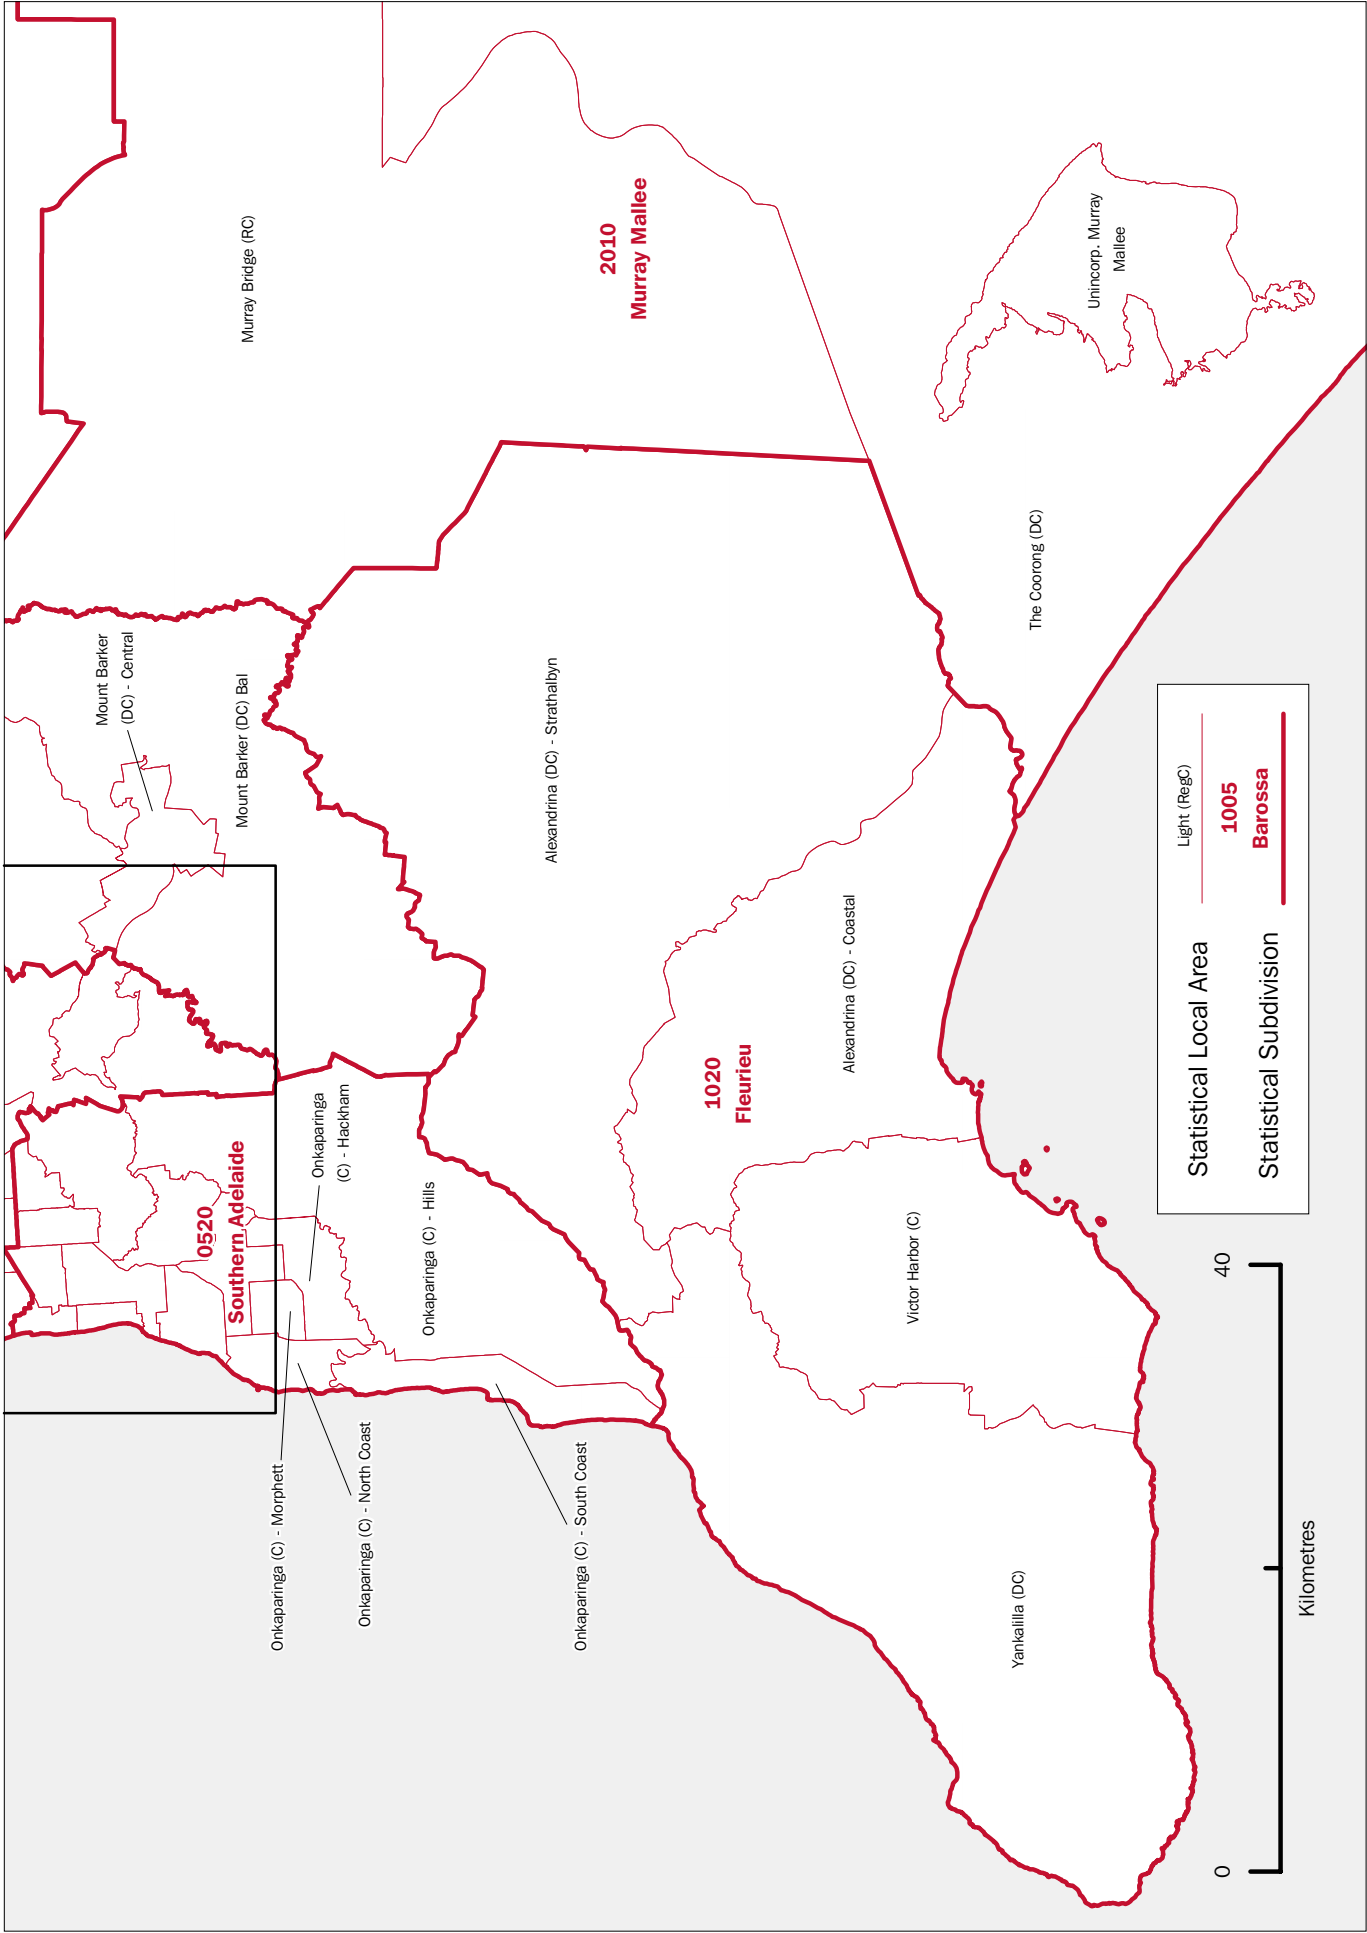 Mount Barker
(DC) - Central
Murray Bridge (RC)
Mount Barker (DC) Bal
2010
Murray Mallee
Unincorp. Murray
Mallee
0520
Southern Adelaide
Onkaparinga
(C) - Hackham
Alexandrina (DC) - Strathalbyn
The Coorong (DC)
Onkaparinga (C) - Hills
Onkaparinga (C) - Morphett
Onkaparinga (C) - North Coast
Onkaparinga (C) - South Coast
1020
Fleurieu
Alexandrina (DC) - Coastal
Victor Harbor (C)
Yankalilla (DC)
Statistical Local Area
Light (RegC)
Statistical Subdivision
1005
Barossa
0
40
Kilometres